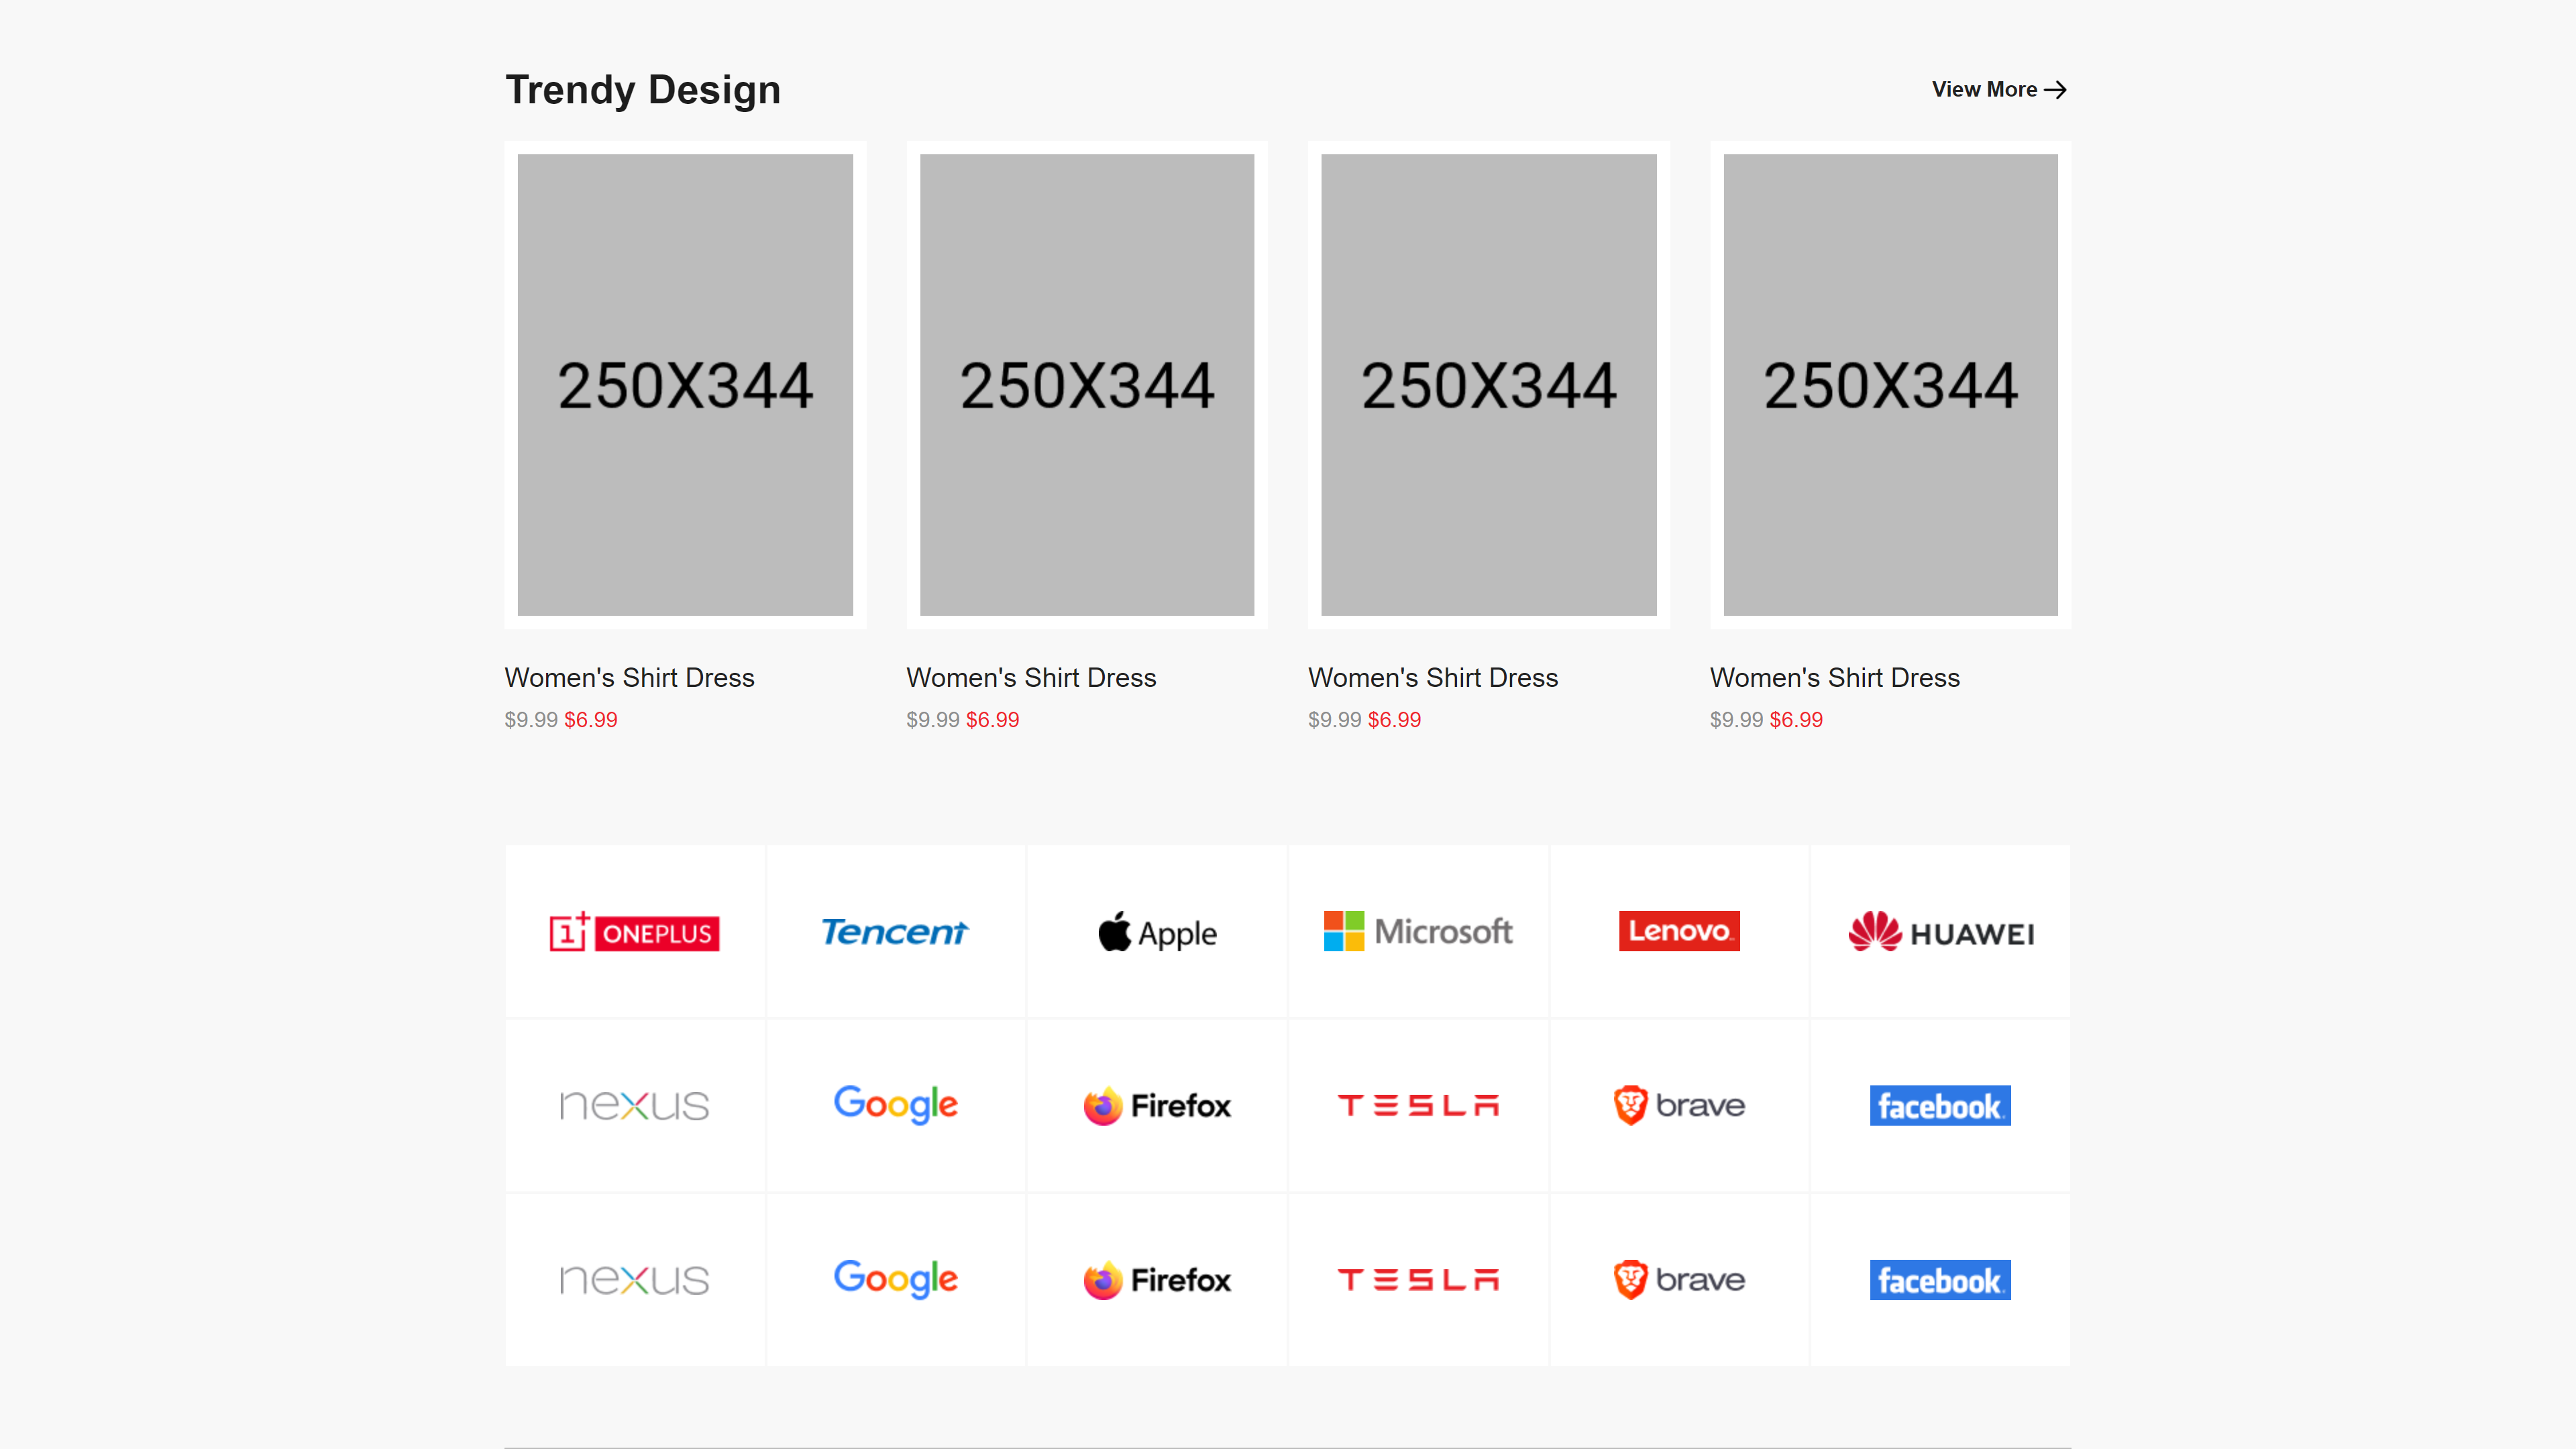 Trendy Design
View More
250X344 250X344 250X344 250X344
Women's Shirt Dress Women's Shirt Dress Women's Shirt Dress Women's Shirt Dress
$9.99 $6.99 $9.99 $6.99 $9.99 $6.99 $9.99 $6.99
1+ ONEPLUS Tencent Apple Microsoft Lenovo HUAWEI
nexus Google Firefox TESLA brave facebook
nexus Google Firefox TESLA brave facebook